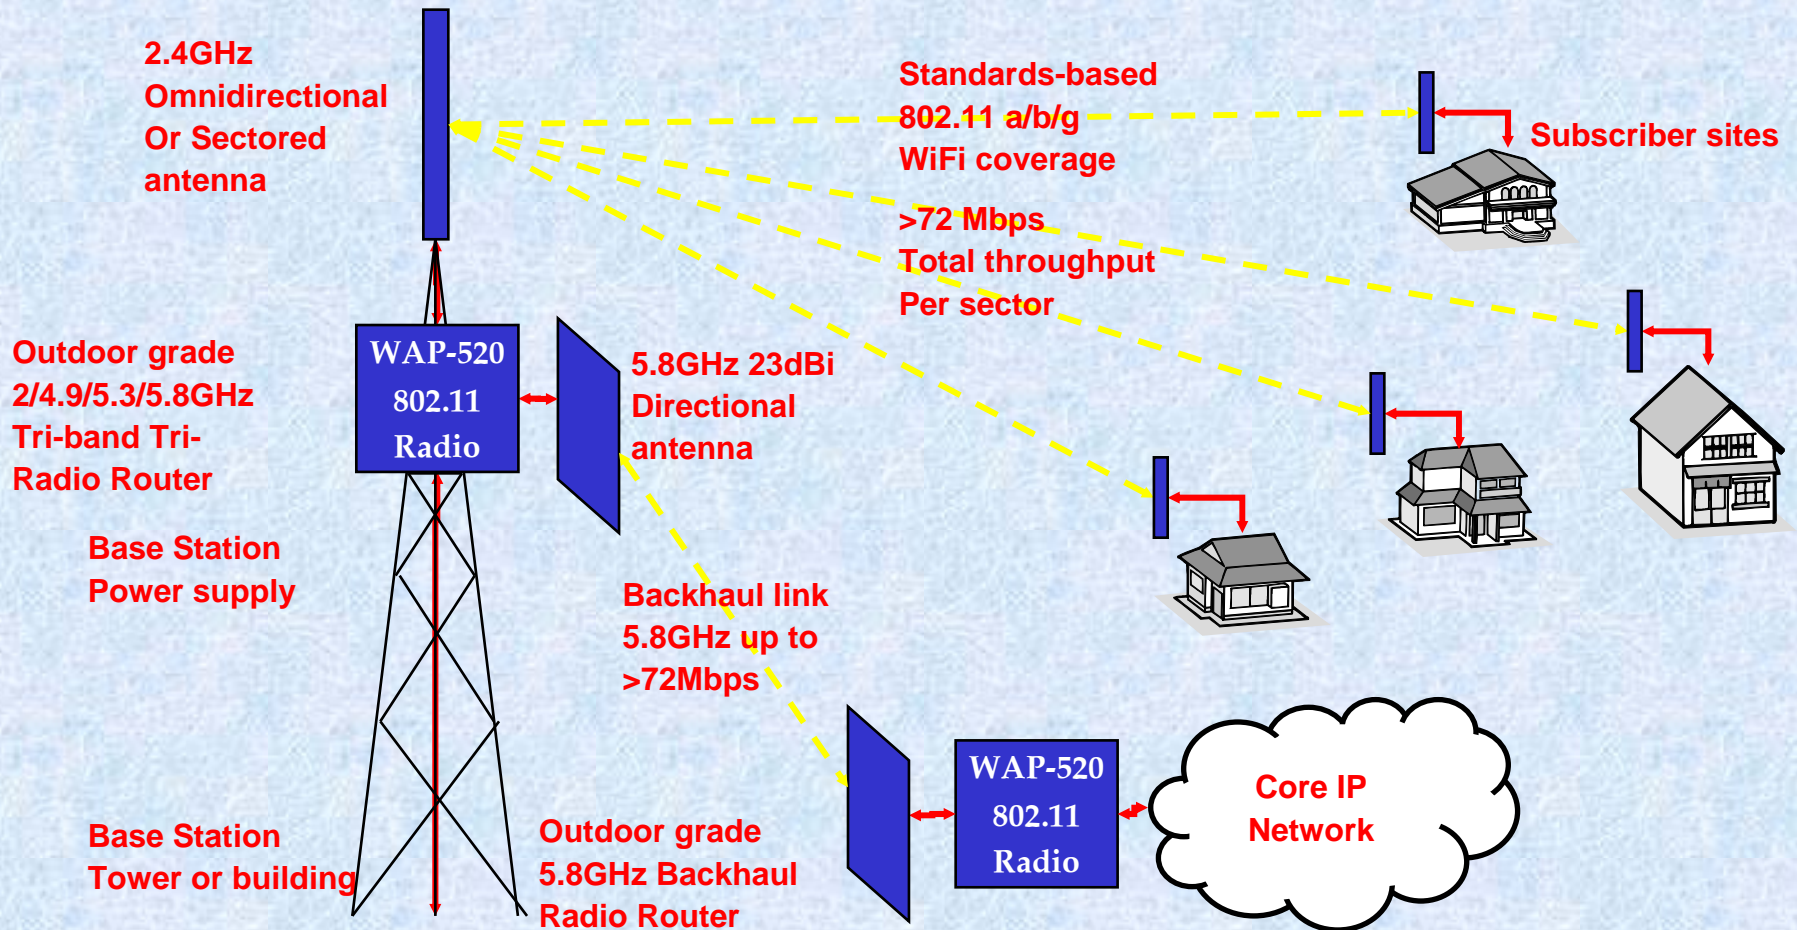 2.4GHz
Omnidirectional
Or Sectored
antenna
Standards-based
802.11 a/b/g
WiFi coverage
>72 Mbps
Total throughput
Per sector
Subscriber sites
Outdoor grade
2/4.9/5.3/5.8GHz
Tri-band Tri-
Radio Router
WAP-520
802.11
Radio
5.8GHz 23dBi
Directional
antenna
Base Station
Power supply
Backhaul link
5.8GHz up to
>72Mbps
Base Station
Tower or building
Outdoor grade
5.8GHz Backhaul
Radio Router
WAP-520
802.11
Radio
Core IP
Network